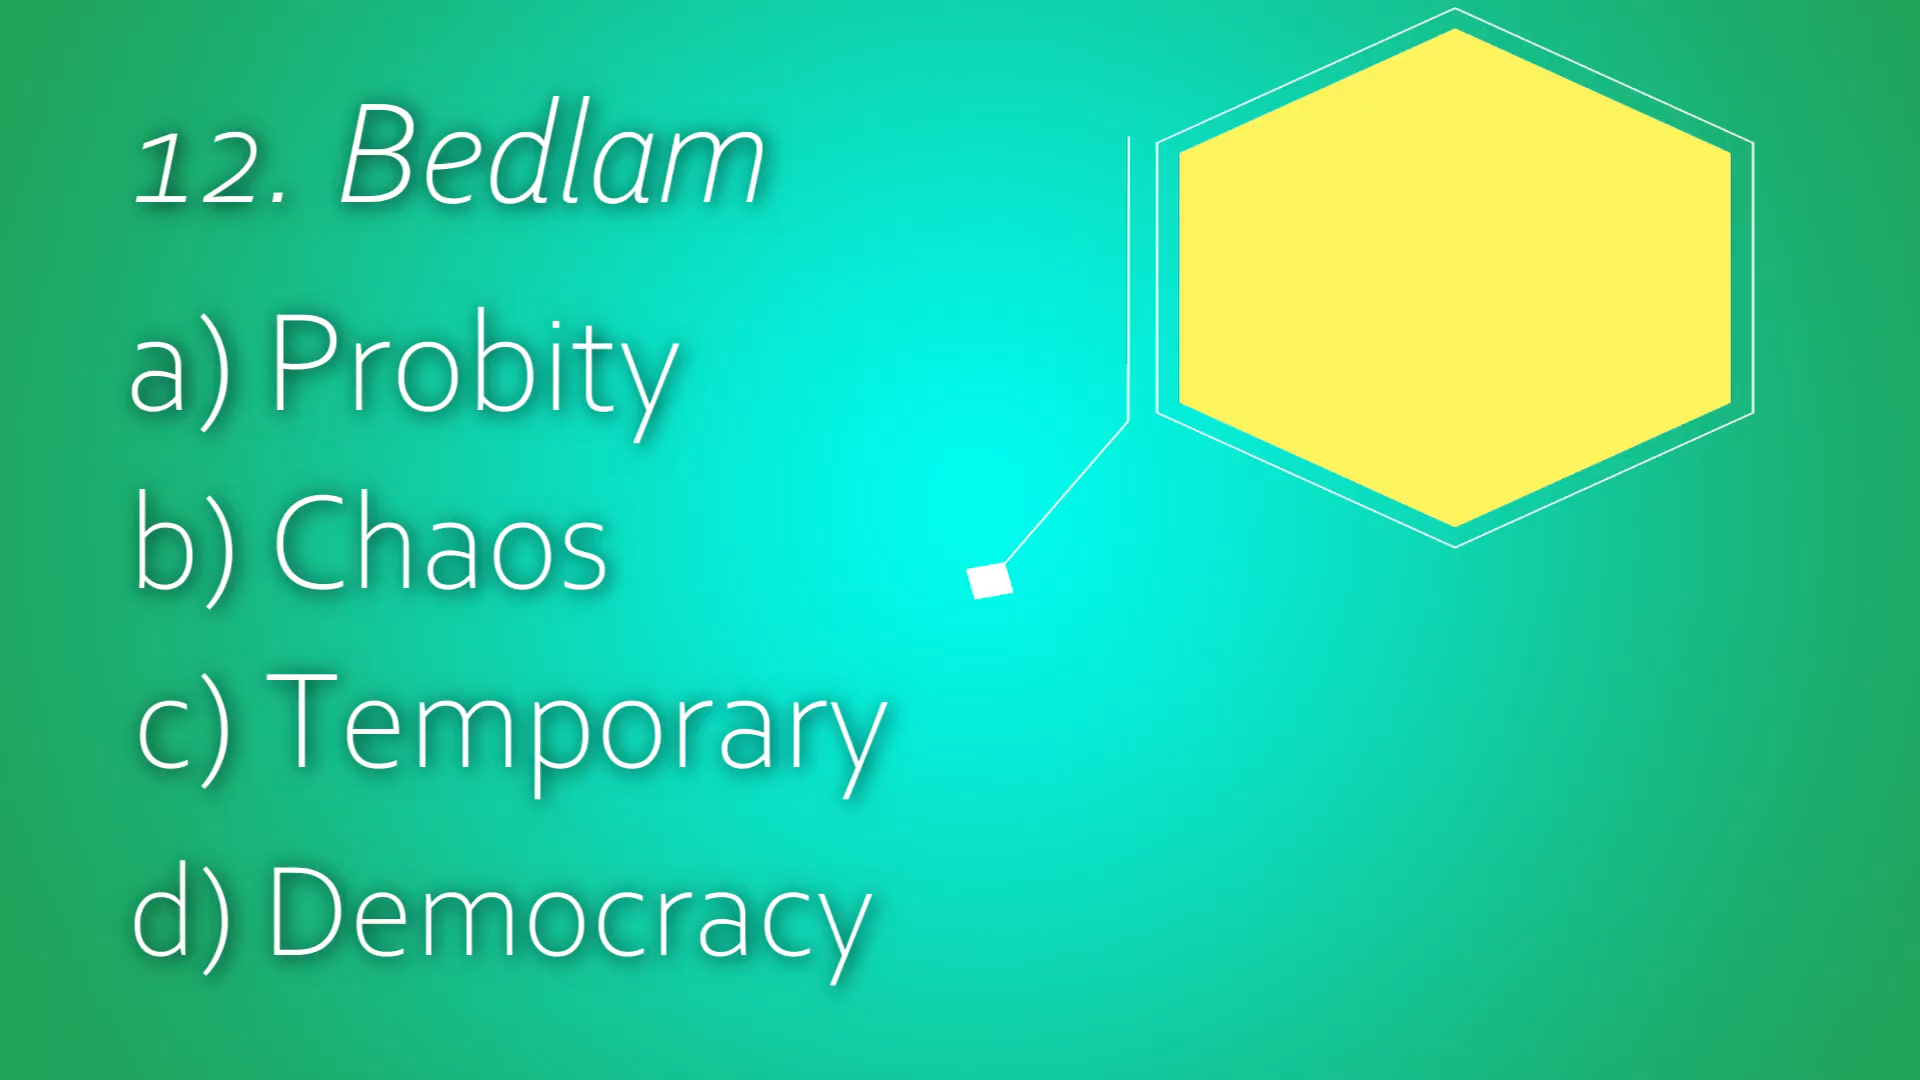 12. Bedlam
a) Probity
b) Chaos
c) Temporary
d) Democracy